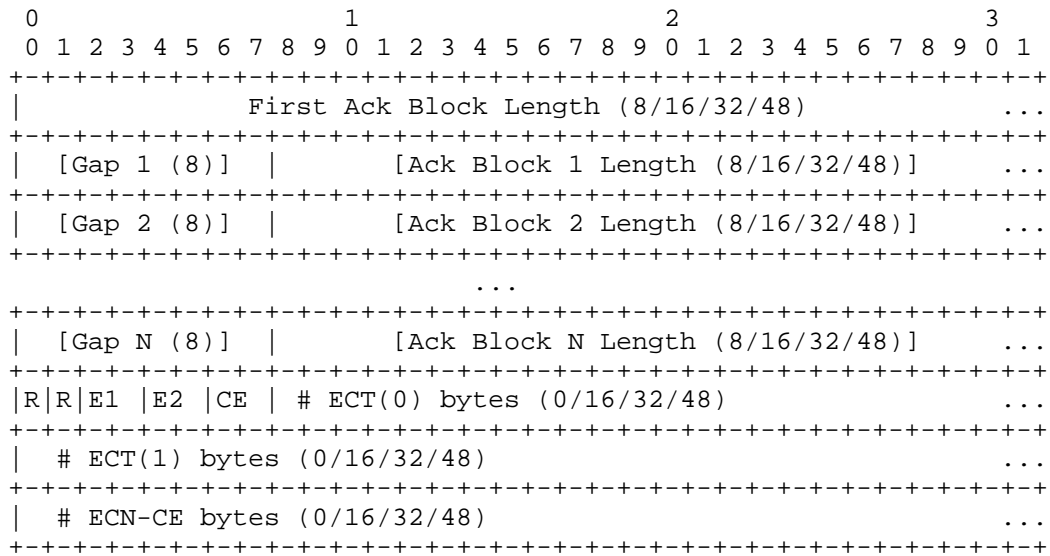 0                   1                   2                   3
 0 1 2 3 4 5 6 7 8 9 0 1 2 3 4 5 6 7 8 9 0 1 2 3 4 5 6 7 8 9 0 1
+-+-+-+-+-+-+-+-+-+-+-+-+-+-+-+-+-+-+-+-+-+-+-+-+-+-+-+-+-+-+-+-+
|              First Ack Block Length (8/16/32/48)            ...
+-+-+-+-+-+-+-+-+-+-+-+-+-+-+-+-+-+-+-+-+-+-+-+-+-+-+-+-+-+-+-+-+
|  [Gap 1 (8)]  |       [Ack Block 1 Length (8/16/32/48)]     ...
+-+-+-+-+-+-+-+-+-+-+-+-+-+-+-+-+-+-+-+-+-+-+-+-+-+-+-+-+-+-+-+-+
|  [Gap 2 (8)]  |       [Ack Block 2 Length (8/16/32/48)]     ...
+-+-+-+-+-+-+-+-+-+-+-+-+-+-+-+-+-+-+-+-+-+-+-+-+-+-+-+-+-+-+-+-+
                             ...
+-+-+-+-+-+-+-+-+-+-+-+-+-+-+-+-+-+-+-+-+-+-+-+-+-+-+-+-+-+-+-+-+
|  [Gap N (8)]  |       [Ack Block N Length (8/16/32/48)]     ...
+-+-+-+-+-+-+-+-+-+-+-+-+-+-+-+-+-+-+-+-+-+-+-+-+-+-+-+-+-+-+-+-+
|R|R|E1 |E2 |CE | # ECT(0) bytes (0/16/32/48)                 ...
+-+-+-+-+-+-+-+-+-+-+-+-+-+-+-+-+-+-+-+-+-+-+-+-+-+-+-+-+-+-+-+-+
|  # ECT(1) bytes (0/16/32/48)                                ...
+-+-+-+-+-+-+-+-+-+-+-+-+-+-+-+-+-+-+-+-+-+-+-+-+-+-+-+-+-+-+-+-+
|  # ECN-CE bytes (0/16/32/48)                                ...
+-+-+-+-+-+-+-+-+-+-+-+-+-+-+-+-+-+-+-+-+-+-+-+-+-+-+-+-+-+-+-+-+